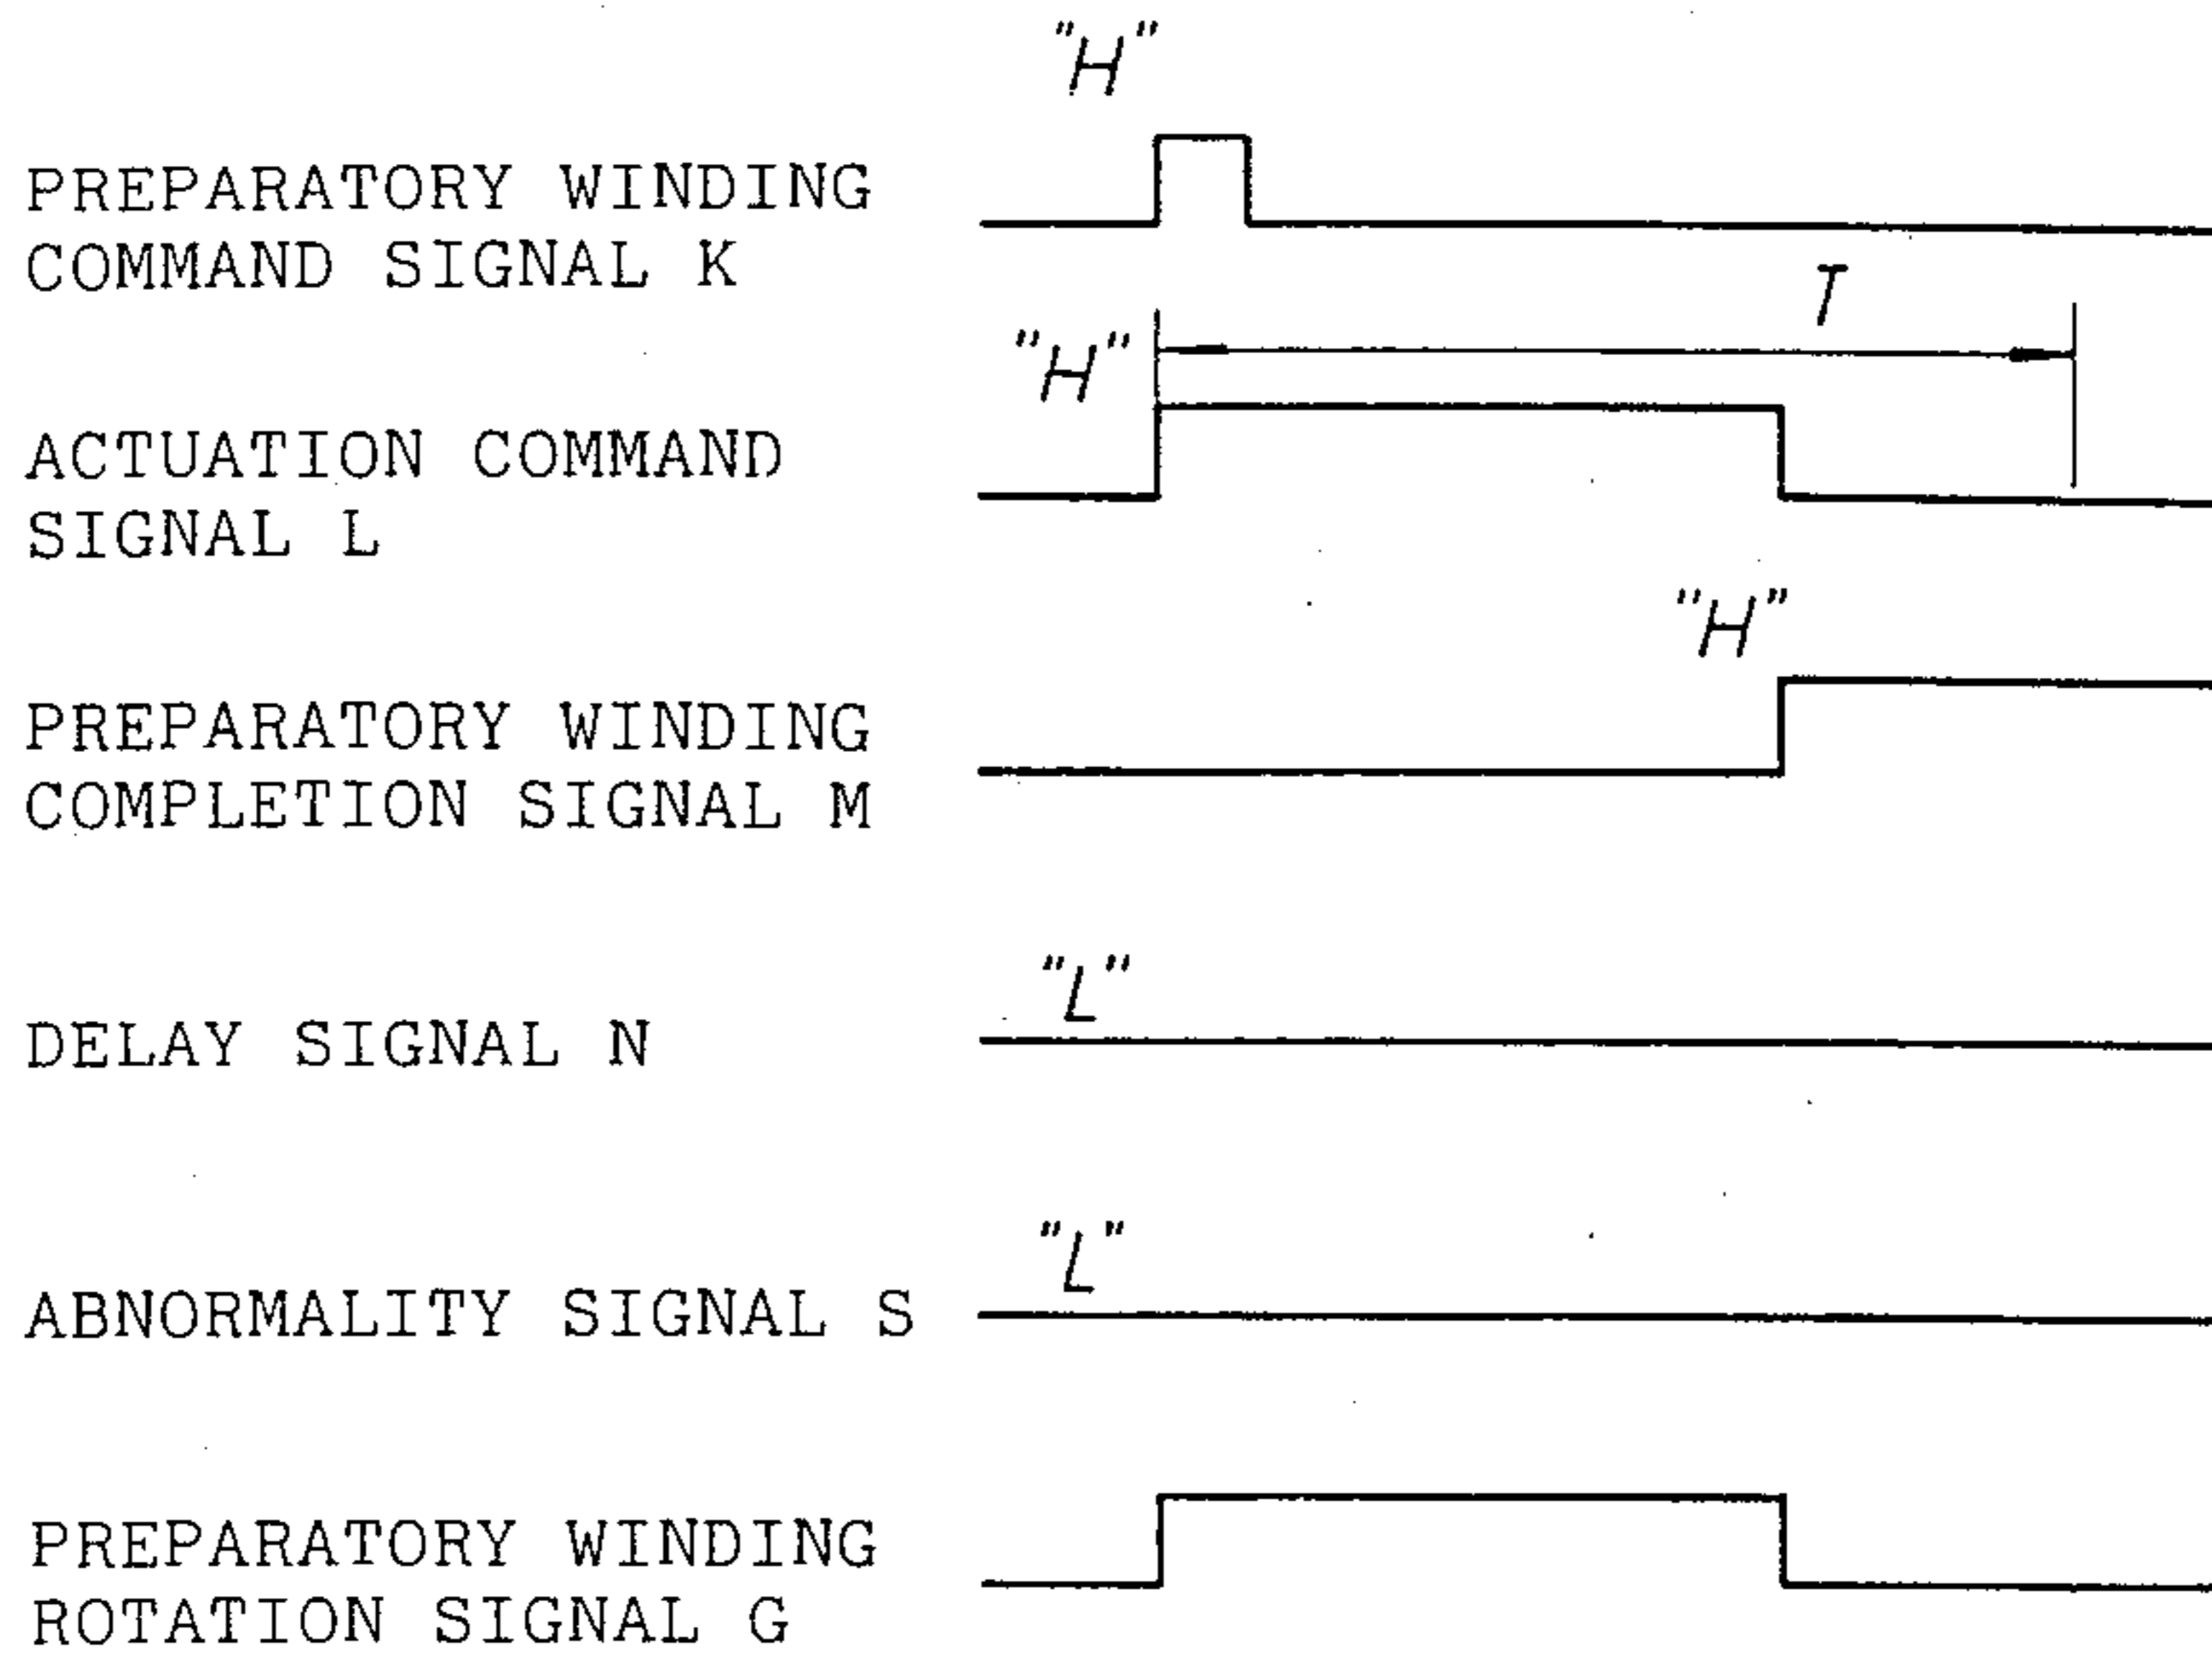 "H"
PREPARATORY WINDING
COMMAND SIGNAL K
T
"H"
ACTUATION COMMAND
SIGNAL L
"H"
PREPARATORY WINDING
COMPLETION SIGNAL M
"L"
DELAY SIGNAL N
"L"
ABNORMALITY SIGNAL S
PREPARATORY WINDING
ROTATION SIGNAL G